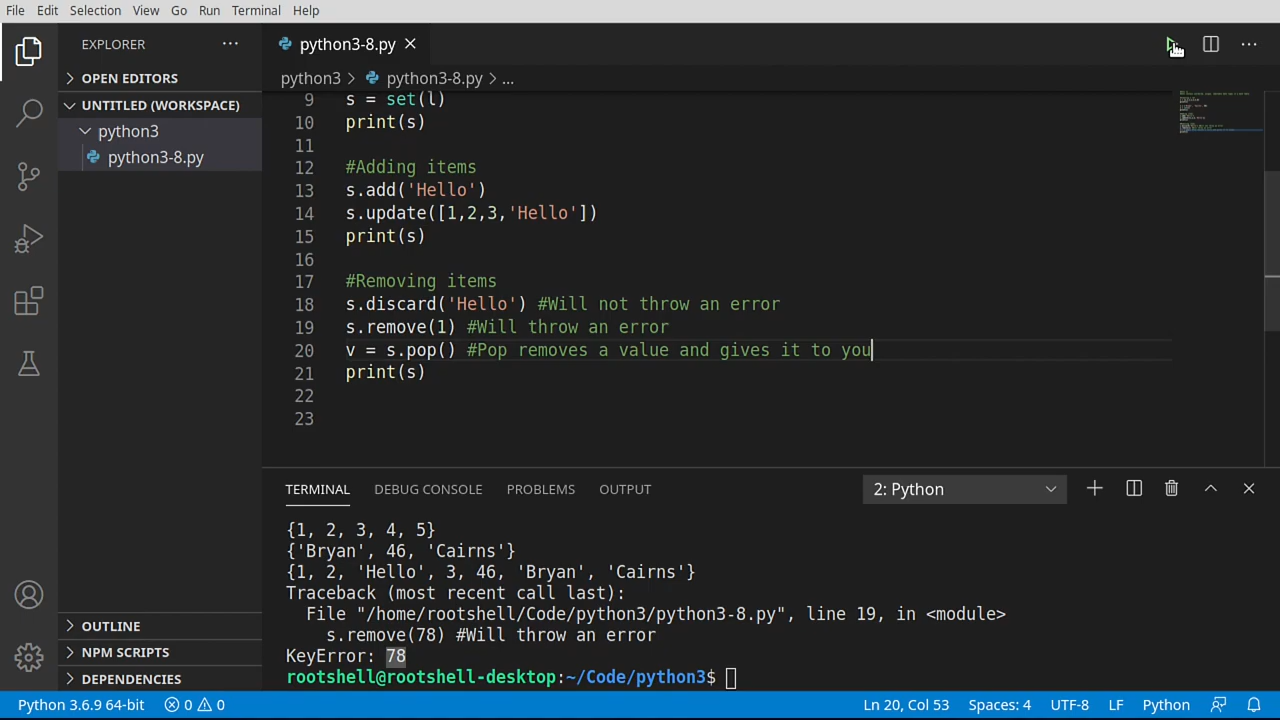 File Edit Selection View Go Run Terminal Help
EXPLORER
OPEN EDITORS
UNTITLED (WORKSPACE)
python3
python3-8.py
OUTLINE
NPM SCRIPTS
DEPENDENCIES
python3-8.py
python3 > python3-8.py > ...
9 s = set(l)
10 print(s)
11
12 #Adding items
13 s.add('Hello')
14 s.update([1,2,3,'Hello'])
15 print(s)
16
17 #Removing items
18 s.discard('Hello') #Will not throw an error
19 s.remove(1) #Will throw an error
20 v = s.pop() #Pop removes a value and gives it to you
21 print(s)
22
23
TERMINAL DEBUG CONSOLE PROBLEMS OUTPUT 2: Python
{1, 2, 3, 4, 5}
{'Bryan', 46, 'Cairns'}
{1, 2, 'Hello', 3, 46, 'Bryan', 'Cairns'}
Traceback (most recent call last):
File "/home/rootshell/Code/python3/python3-8.py", line 19, in <module>
s.remove(78) #Will throw an error
KeyError: 78
rootshell@rootshell-desktop:~/Code/python3$
Python 3.6.9 64-bit 0 0 Ln 20, Col 53 Spaces: 4 UTF-8 LF Python